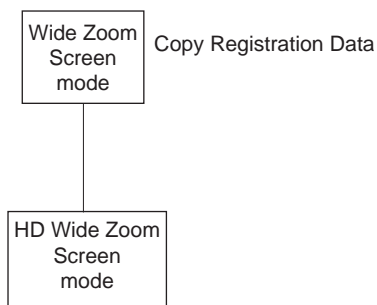 Wide Zoom
Screen
mode
Copy Registration Data
HD Wide Zoom
Screen
mode